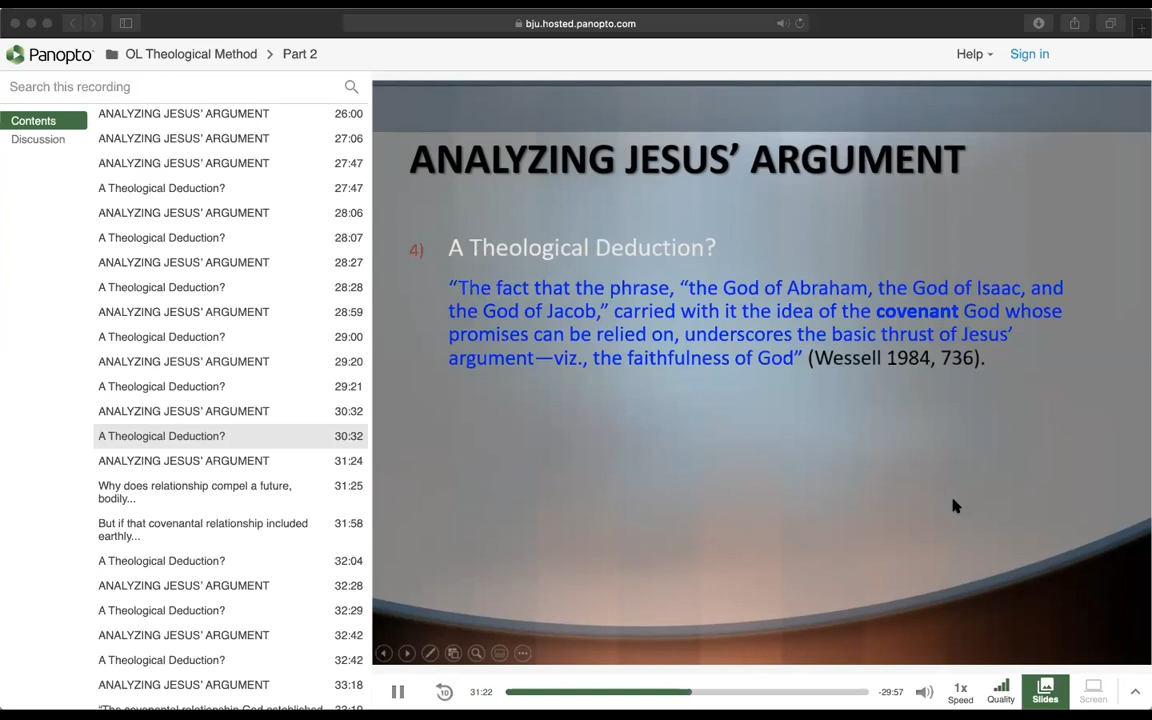 bju.hosted.panopto.com
Panopto
OL Theological Method > Part 2
Help
Sign in
Search this recording
Contents
Discussion
ANALYZING JESUS’ ARGUMENT 26:00
ANALYZING JESUS’ ARGUMENT 27:06
ANALYZING JESUS’ ARGUMENT 27:47
A Theological Deduction? 27:47
ANALYZING JESUS’ ARGUMENT 28:06
A Theological Deduction? 28:07
ANALYZING JESUS’ ARGUMENT 28:27
A Theological Deduction? 28:28
ANALYZING JESUS’ ARGUMENT 28:59
A Theological Deduction? 29:00
ANALYZING JESUS’ ARGUMENT 29:20
A Theological Deduction? 29:21
ANALYZING JESUS’ ARGUMENT 30:32
A Theological Deduction? 30:32
ANALYZING JESUS’ ARGUMENT 31:24
Why does relationship compel a future, 31:25
bodily...
But if that covenantal relationship included 31:58
earthly...
A Theological Deduction? 32:04
ANALYZING JESUS’ ARGUMENT 32:28
A Theological Deduction? 32:29
ANALYZING JESUS’ ARGUMENT 32:42
A Theological Deduction? 32:42
ANALYZING JESUS’ ARGUMENT 33:18
“The covenantal relationship God established 33:19
ANALYZING JESUS’ ARGUMENT
4) A Theological Deduction?
“The fact that the phrase, “the God of Abraham, the God of Isaac, and
the God of Jacob,” carried with it the idea of the covenant God whose
promises can be relied on, underscores the basic thrust of Jesus’
argument—viz., the faithfulness of God” (Wessell 1984, 736).
10
31:22
-29:57
1x
Speed
Quality
Slides
Screen